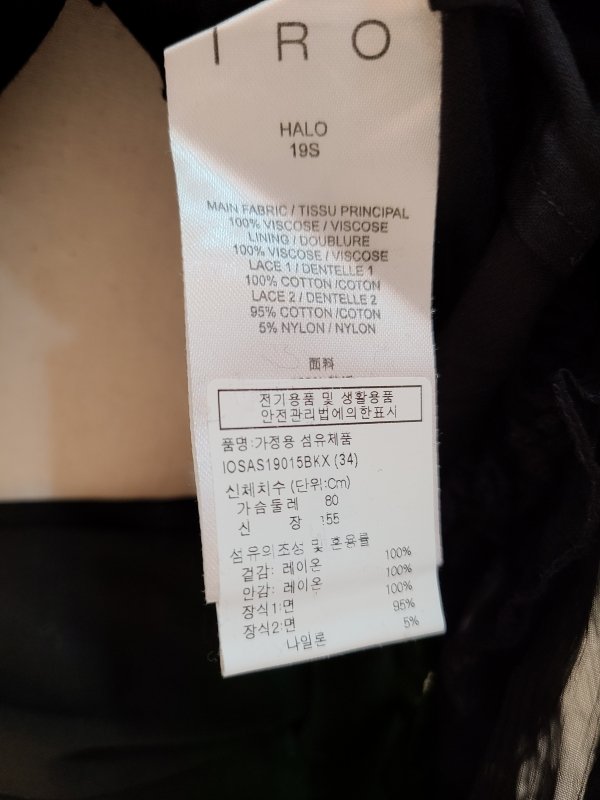 IRO
HALO
19S
MAIN FABRIC / TISSU PRINCIPAL
100% VISCOSE / VISCOSE
LINING / DOUBLURE
100% VISCOSE / VISCOSE
LACE 1 / DENTELLE 1
100% COTTON /COTON
LACE 2 / DENTELLE 2
95% COTTON /COTON
5% NYLON / NYLON
面料
전기용품 및 생활용품
안전관리법에의한표시
품명:가정용 섬유제품
IOSAS19015BKX (34)
신체치수 (단위:Cm)
가슴둘레 80
신 장 155
섬유의조성 및 혼용률
겉감: 레이온 100%
안감: 레이온 100%
장식1:면 100%
장식2:면 95%
나일론 5%